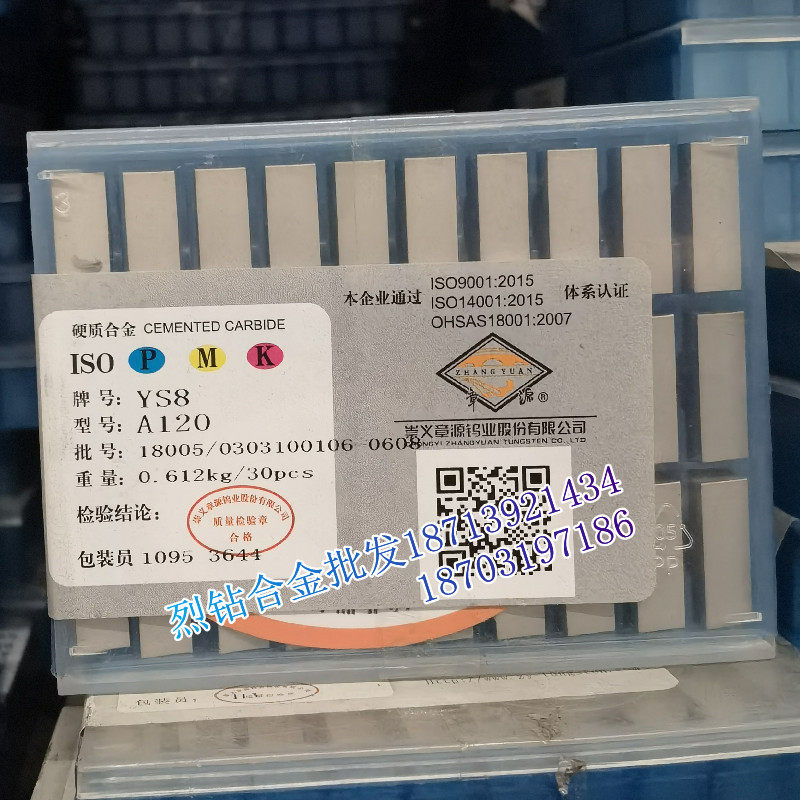 本企业通过
ISO9001:2015
ISO14001:2015
OHSAS18001:2007
体系认证
硬质合金 CEMENTED CARBIDE
ISO P M K
牌号: YS8
型号: A120
批号: 18005/0303100106-0608
重量: 0.612kg/30pcs
检验结论:
崇义章源钨业股份有限公司
质量检验章
合格
包装员 1095 3644
ZHANG YUAN
章源®
崇义章源钨业股份有限公司
CHONGYI ZHANGYUAN TUNGSTEN CO.,LTD
烈钻合金批发18713921434
18703197186
包装员: